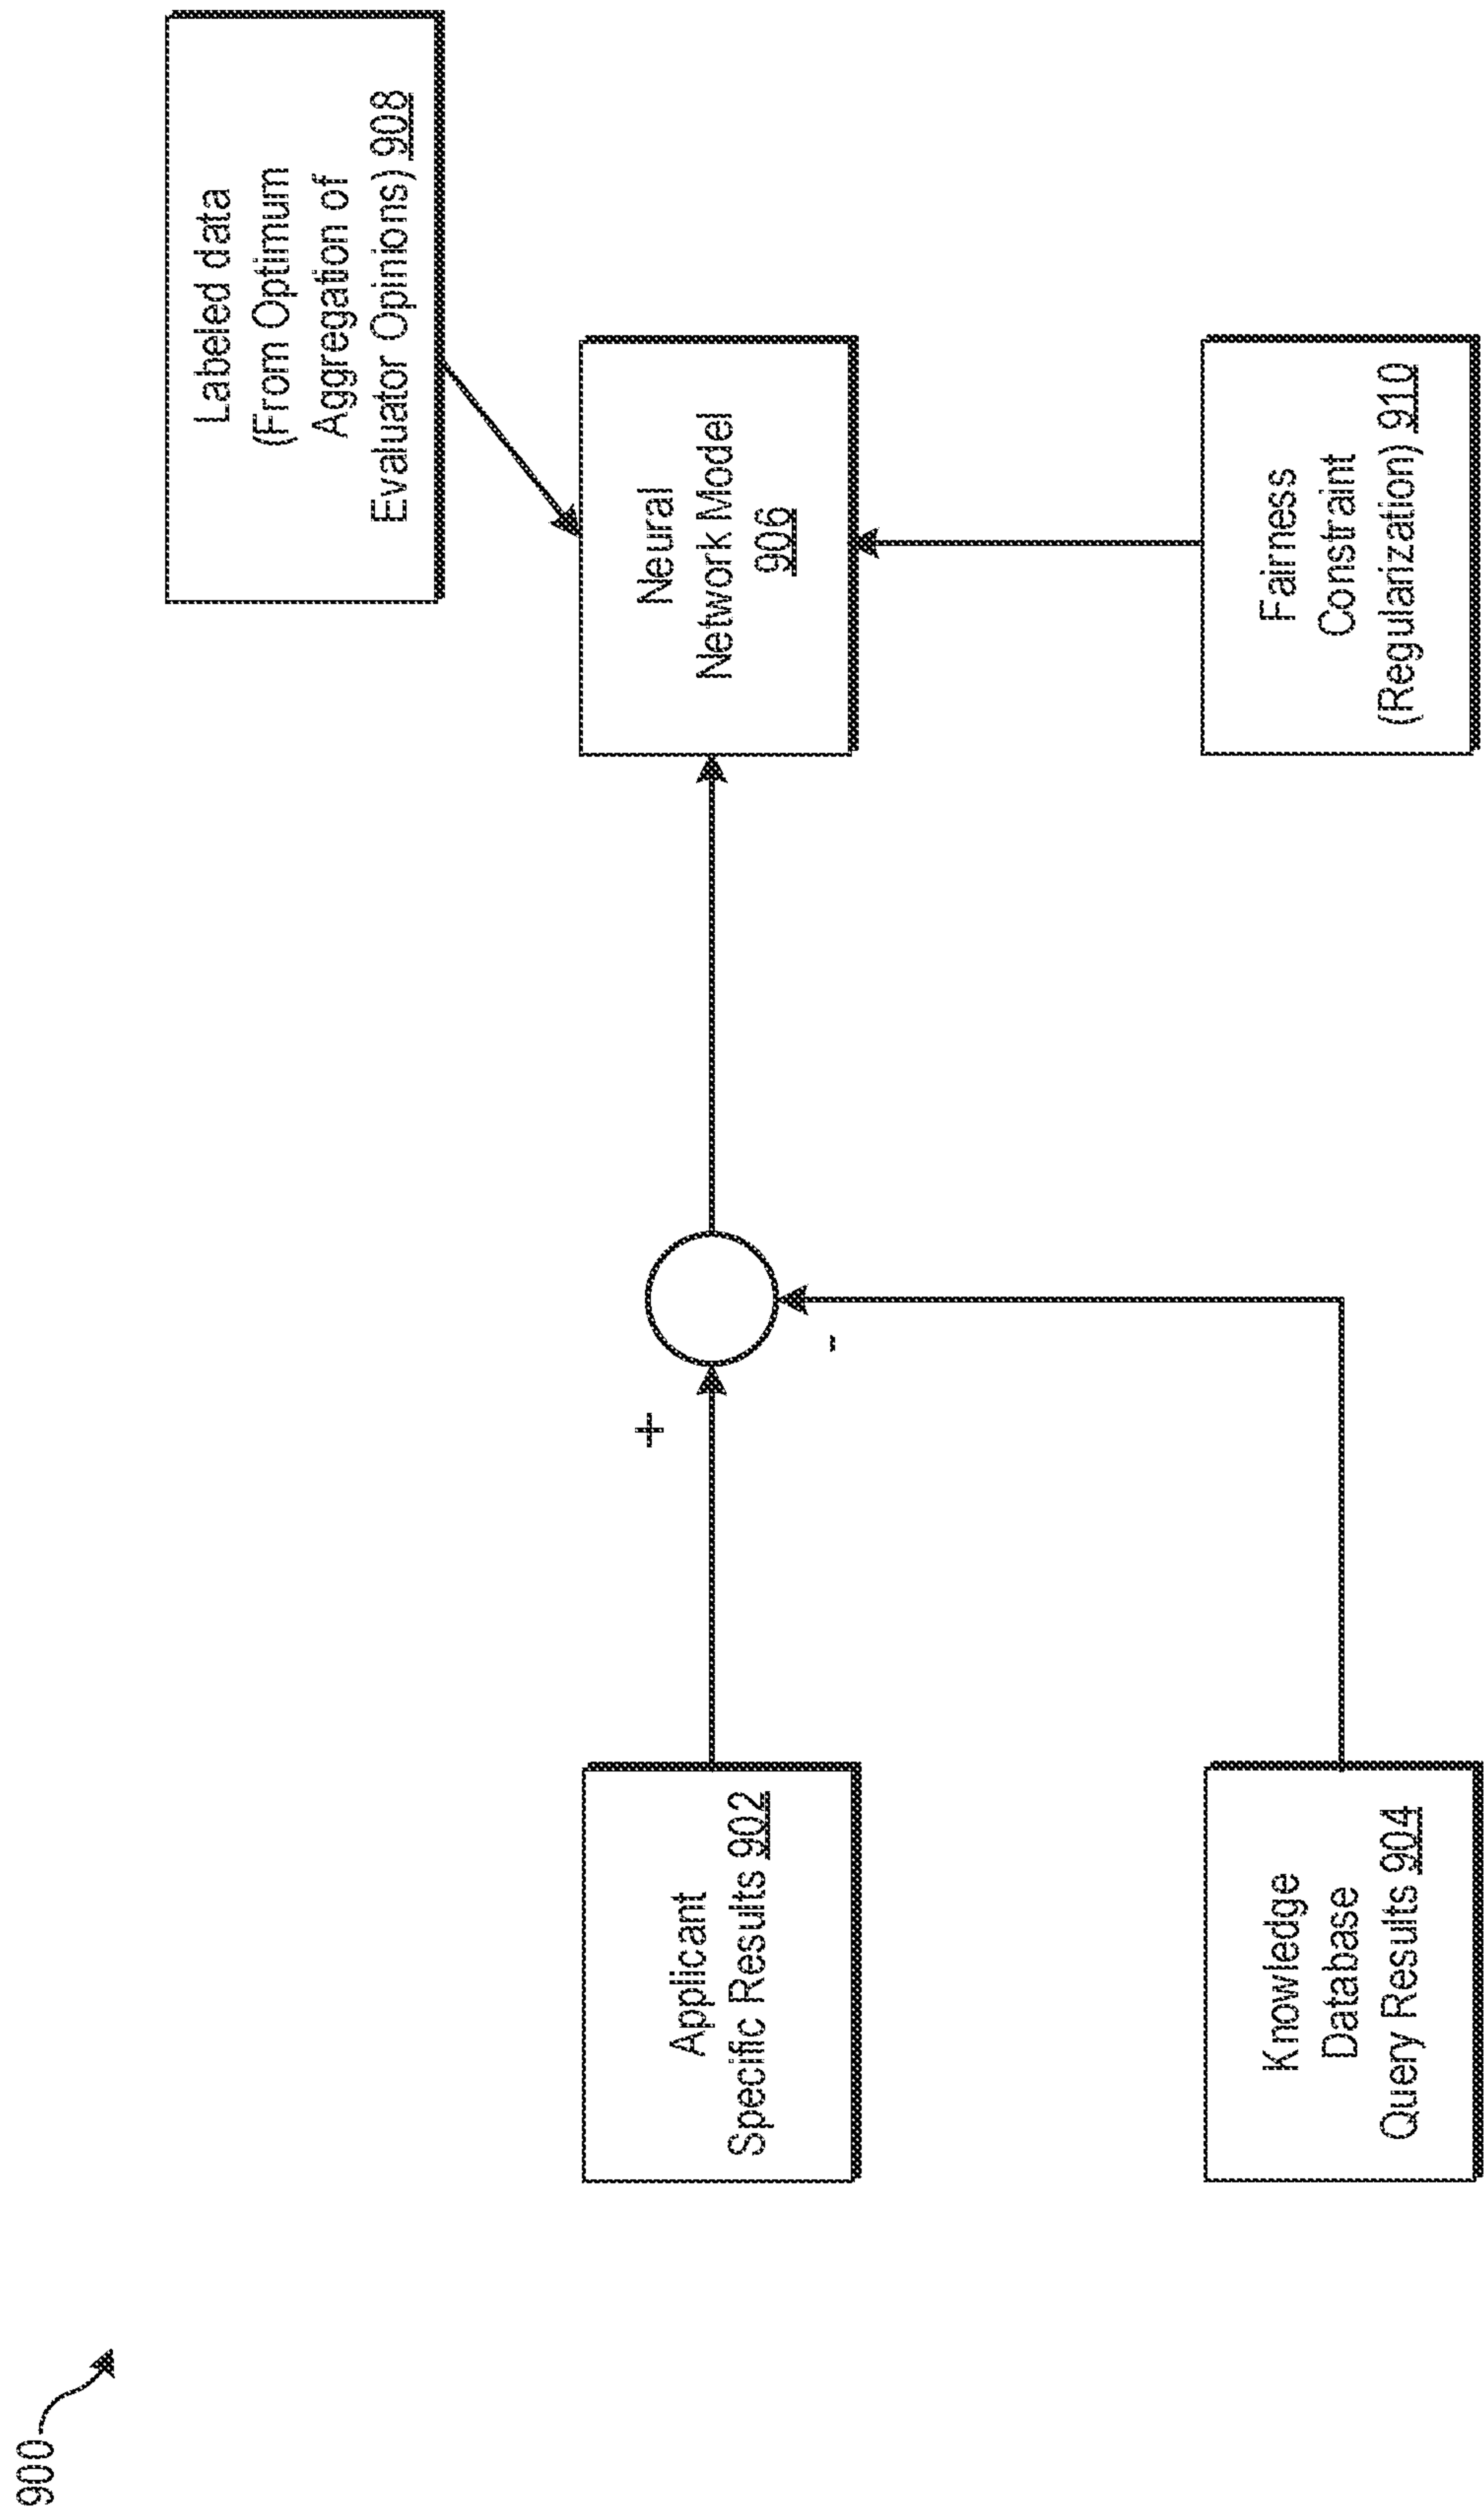 900
Applicant
Specific Results 902
+
-
Knowledge
Database
Query Results 904
Labeled data
(From Optimum
Aggregation of
Evaluator Opinions) 908
Neural
Network Model
906
Fairness
Constraint
(Regularization) 910